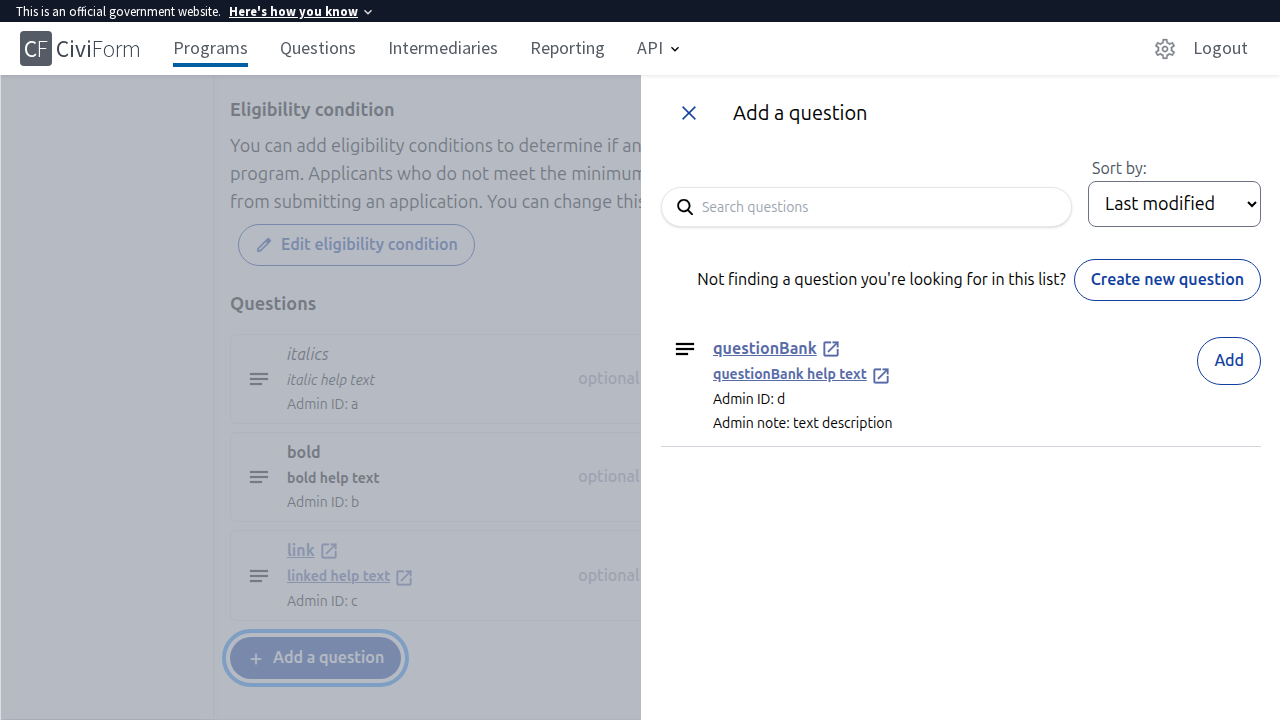 This is an official government website. Here's how you know
CF CiviForm Programs Questions Intermediaries Reporting API Logout
Eligibility condition
You can add eligibility conditions to determine if an
program. Applicants who do not meet the minimum
from submitting an application. You can change this
Edit eligibility condition
Questions
italics
italic help text
Admin ID: a
optional
bold
bold help text
Admin ID: b
optional
link
linked help text
Admin ID: c
optional
+ Add a question
Add a question
Sort by:
Search questions
Last modified
Not finding a question you're looking for in this list? Create new question
questionBank
questionBank help text
Admin ID: d
Admin note: text description
Add